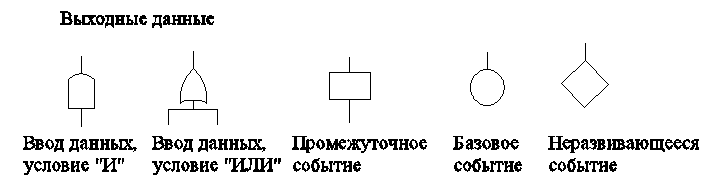 Выходные данные
Ввод данных, Ввод данных, Промежуточное Базовое Неразвивающееся
условие "И" условие "ИЛИ" событие событие событие